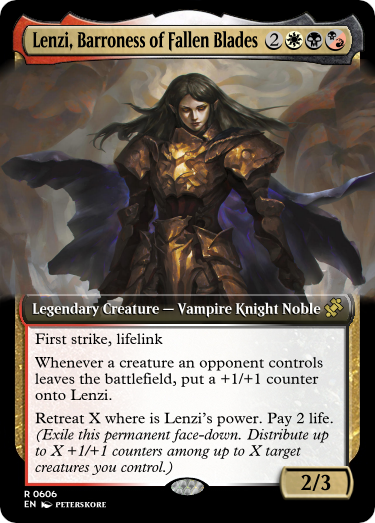 Lenzi, Barroness of Fallen Blades 2
Legendary Creature — Vampire Knight Noble
First strike, lifelink
Whenever a creature an opponent controls
leaves the battlefield, put a +1/+1 counter
onto Lenzi.
Retreat X where is Lenzi's power. Pay 2 life.
(Exile this permanent face-down. Distribute up
to X +1/+1 counters among up to X target
creatures you control.)
2/3
R 0606
EN PETERSKORE